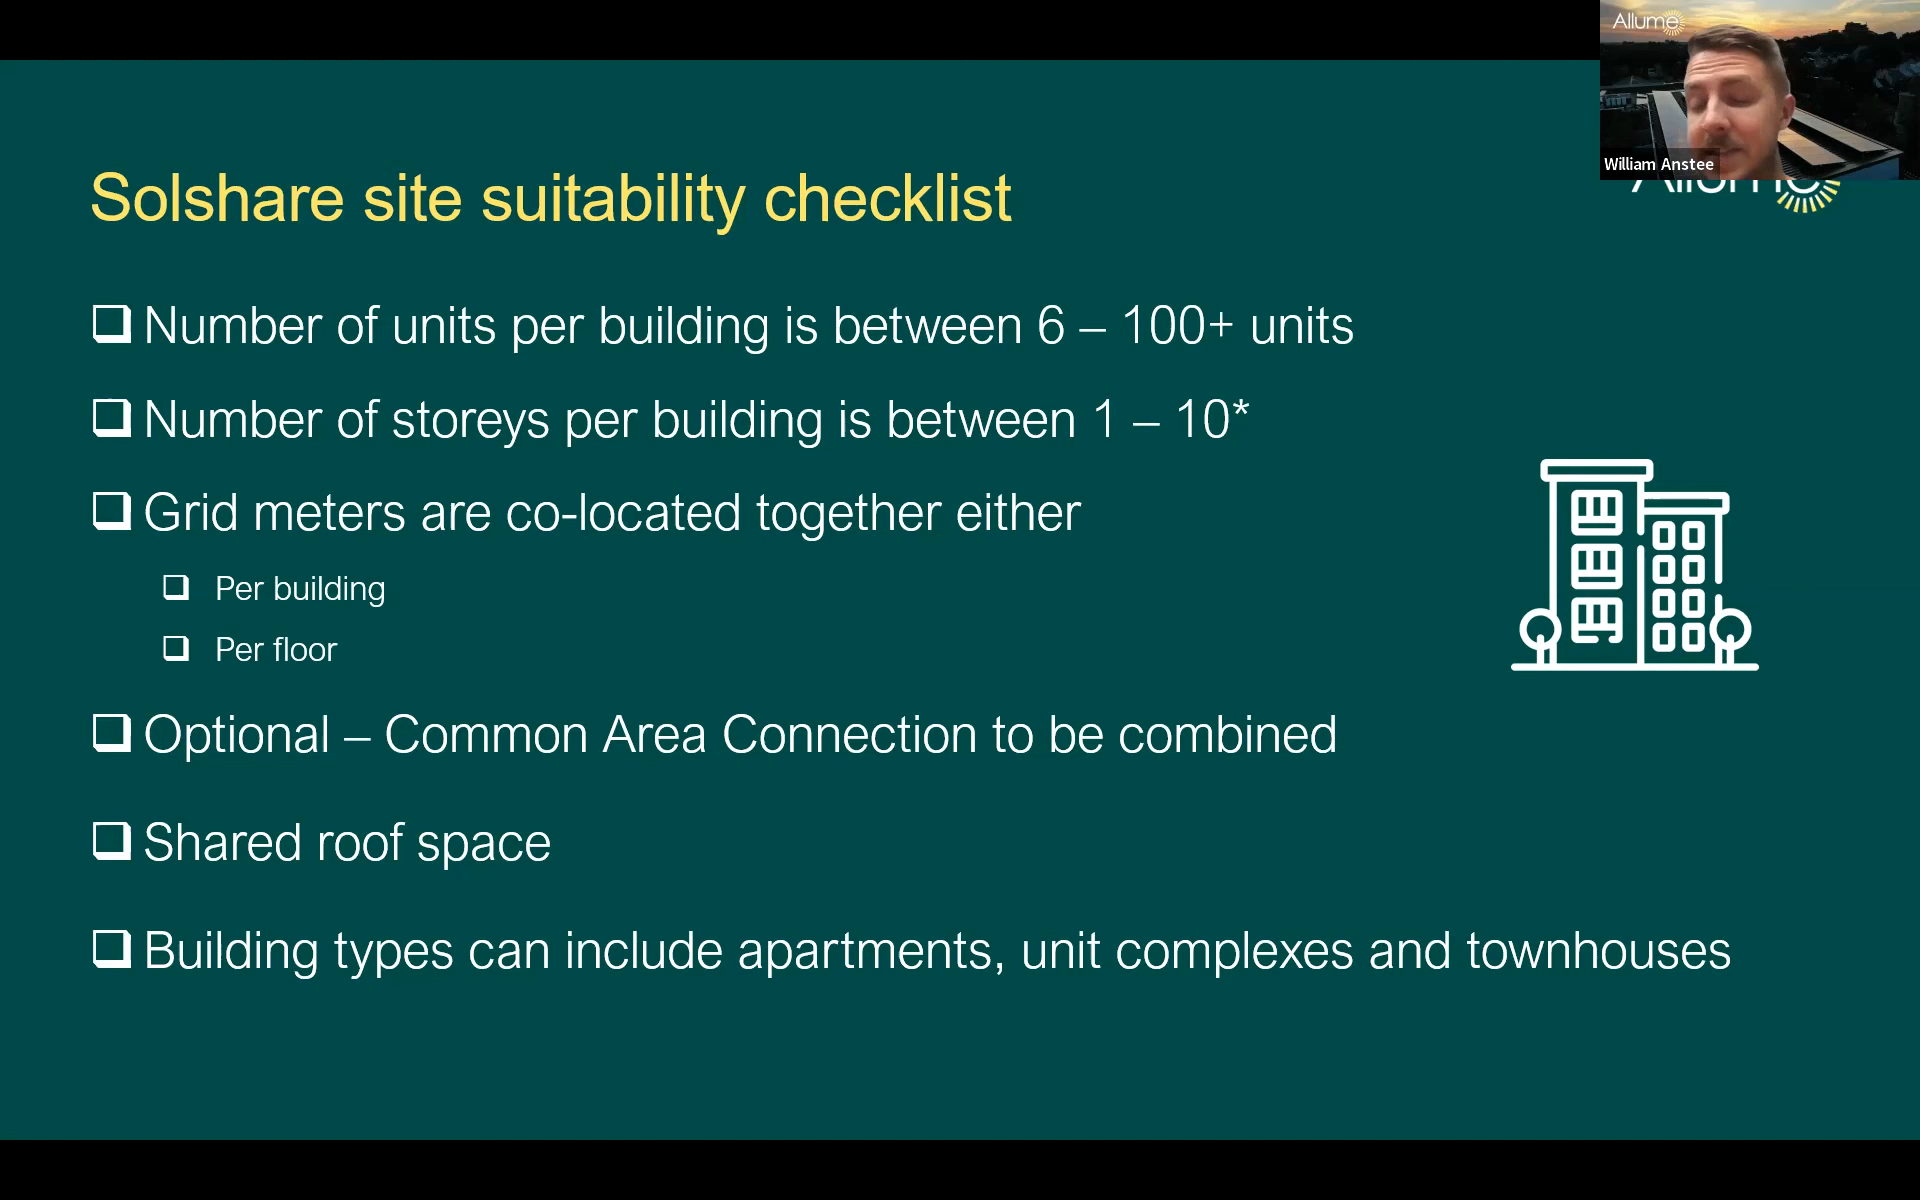 Allume
William Anstee
Allume
Solshare site suitability checklist
Number of units per building is between 6 – 100+ units
Number of storeys per building is between 1 – 10*
Grid meters are co-located together either
Per building
Per floor
Optional – Common Area Connection to be combined
Shared roof space
Building types can include apartments, unit complexes and townhouses